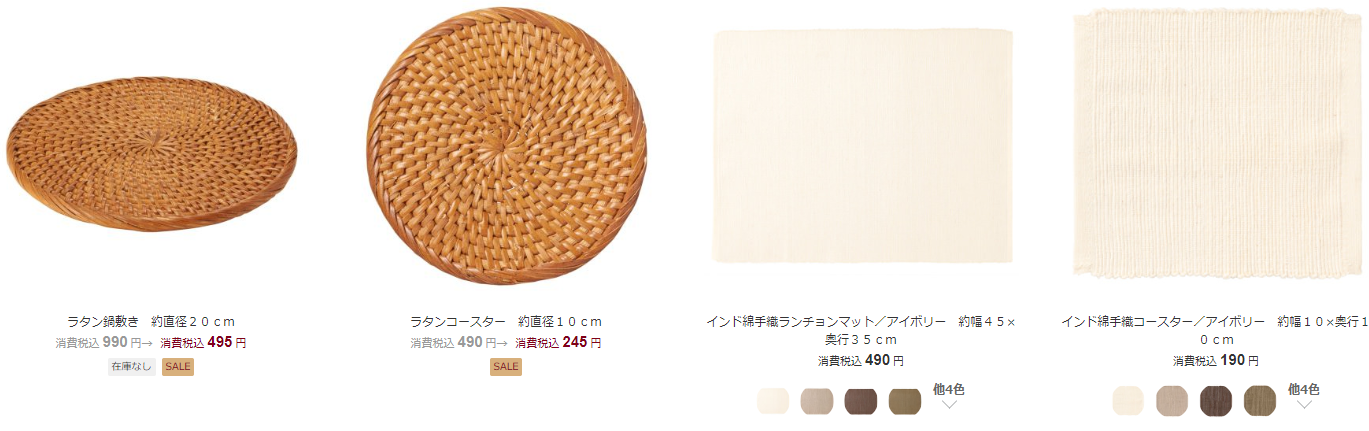 ラタン鍋敷き　約直径２０ｃｍ
消費税込 990 円→ 消費税込 495 円
在庫なし SALE
ラタンコースター　約直径１０ｃｍ
消費税込 490 円→ 消費税込 245 円
SALE
インド綿手織ランチョンマット／アイボリー　約幅４５×
奥行３５ｃｍ
消費税込 490 円
他4色
インド綿手織コースター／アイボリー　約幅１０×奥行１
０ｃｍ
消費税込 190 円
他4色